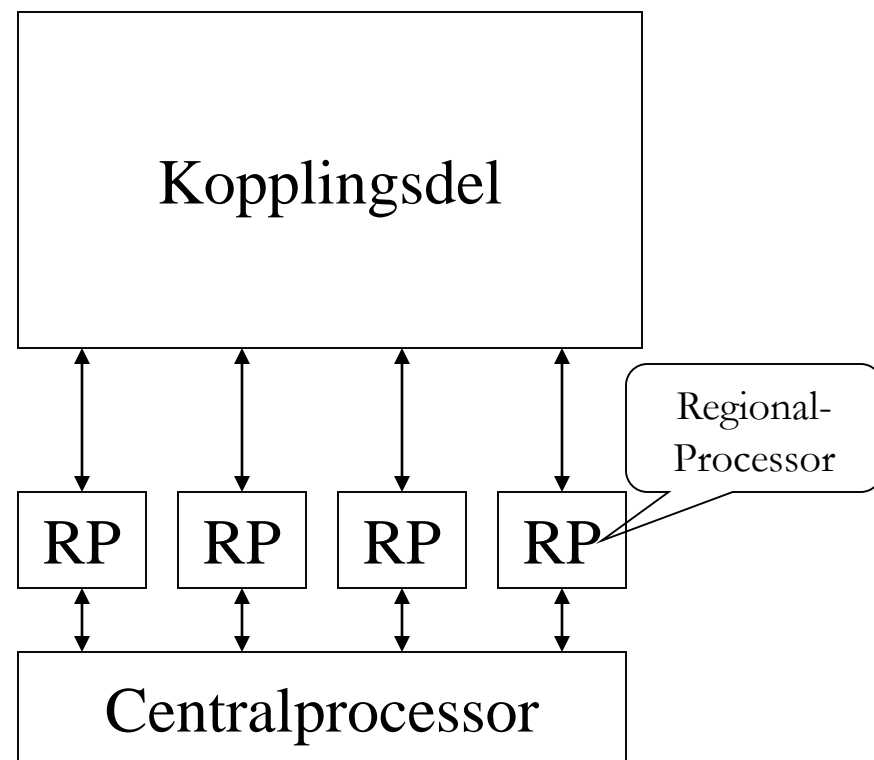 Kopplingsdel
Regional-
Processor
RP RP RP RP
Centralprocessor